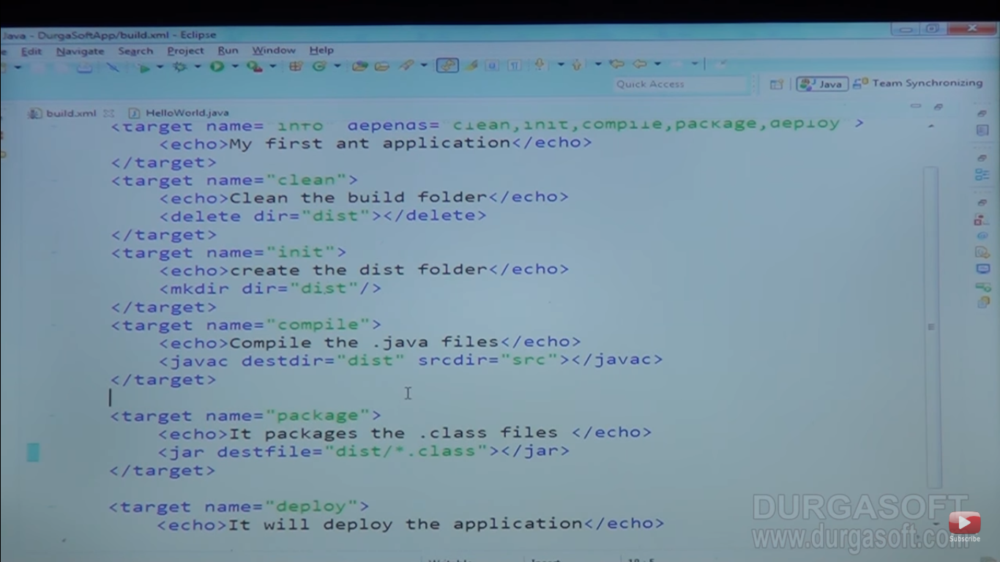 Java - DurgaSoftApp/build.xml - Eclipse
Edit Navigate Search Project Run Window Help
Quick Access
Java
Team Synchronizing
build.xml
HelloWorld.java
<target name= info depends= clean,init,compile,package,deploy >
<echo>My first ant application</echo>
</target>
<target name="clean">
<echo>Clean the build folder</echo>
<delete dir="dist"></delete>
</target>
<target name="init">
<echo>create the dist folder</echo>
<mkdir dir="dist"/>
</target>
<target name="compile">
<echo>Compile the .java files</echo>
<javac destdir="dist" srcdir="src"></javac>
</target>
<target name="package">
<echo>It packages the .class files </echo>
<jar destfile="dist/*.class"></jar>
</target>
<target name="deploy">
<echo>It will deploy the application</echo>
DURGASOFT
www.durgasoft.com
Subscribe